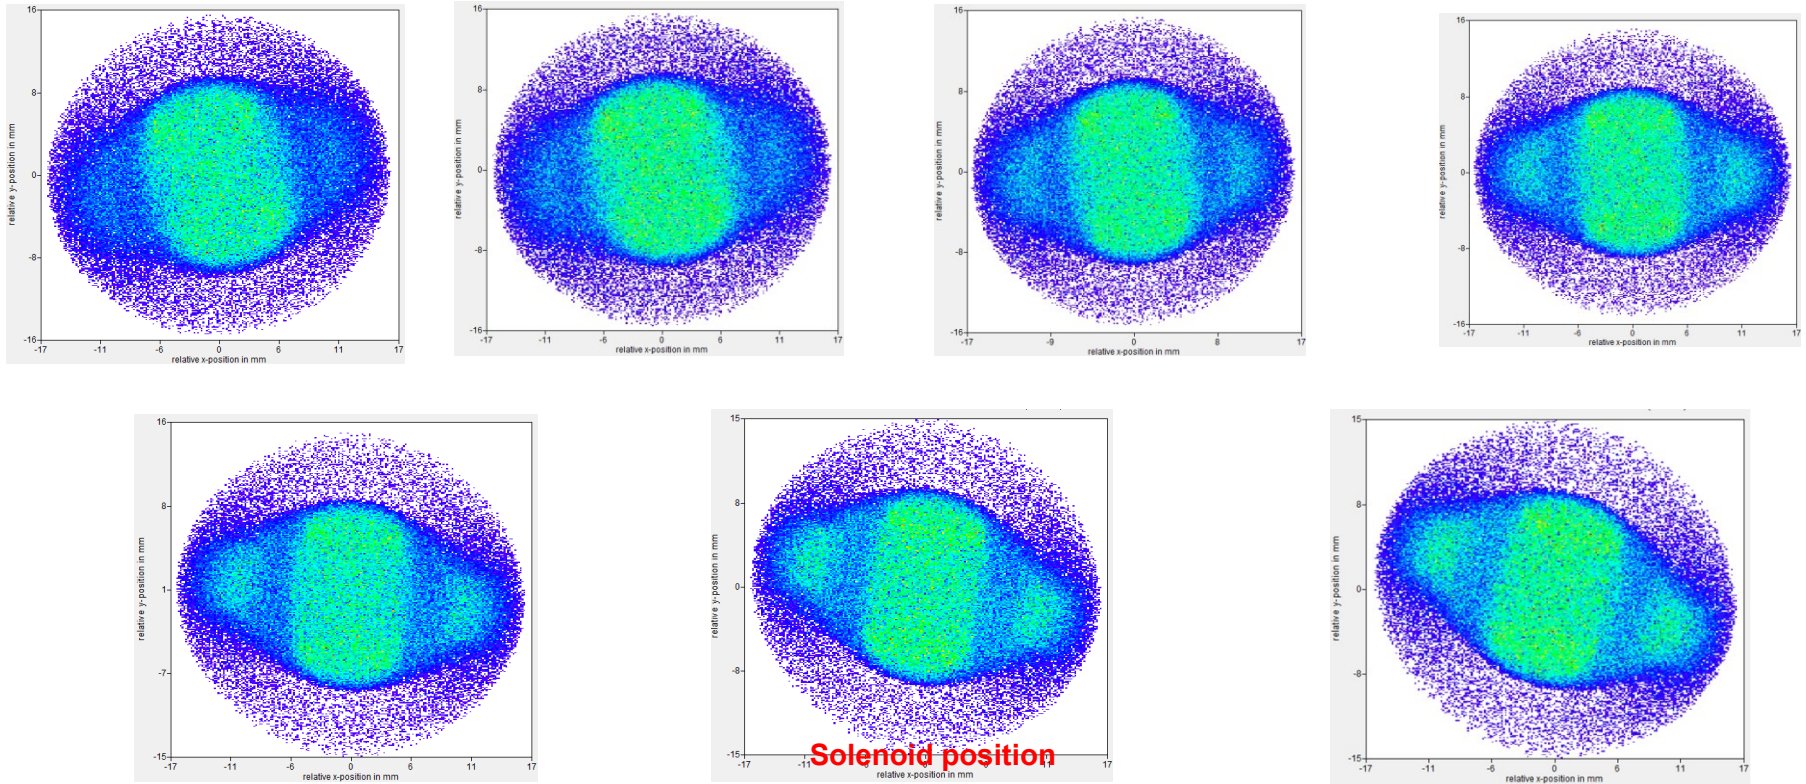 16
8
0
-8
-16
-17 -11 -6 0 6 11 17
relative x-position in mm
relative y-position in mm
16
8
0
-8
-16
-17 -11 -6 0 6 11 17
relative x-position in mm
relative y-position in mm
16
8
0
-8
-16
-17 -9 0 8 17
relative x-position in mm
relative y-position in mm
16
8
0
-8
-16
-17 -11 -6 0 6 11 17
relative x-position in mm
relative y-position in mm
16
8
1
-7
-15
-17 -11 -6 0 6 11 17
relative x-position in mm
relative y-position in mm
15
8
0
-8
-15
Solenoid position
-17 -11 -6 0 6 11 17
relative x-position in mm
relative y-position in mm
15
8
0
-8
-15
-17 -11 -6 0 6 11 17
relative x-position in mm
relative y-position in mm